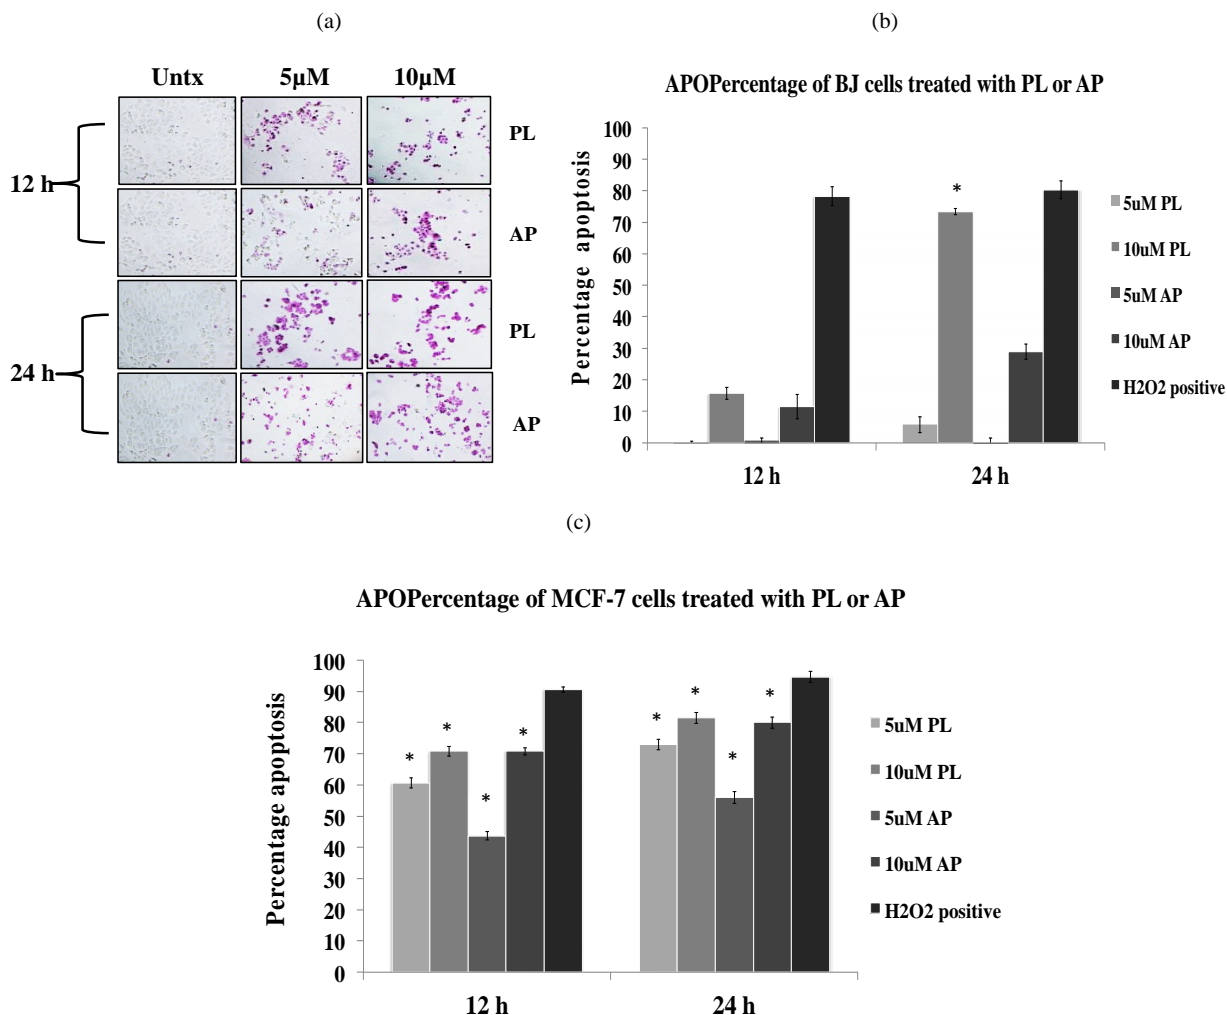 (a)
Untx 5μM 10μM
PL
12 h
AP
PL
24 h
AP
(b)
APOPercentage of BJ cells treated with PL or AP
Percentage apoptosis
100
90
80
70
60
50
40
30
20
10
0
*
12 h 24 h
5uM PL
10uM PL
5uM AP
10uM AP
H2O2 positive
(c)
APOPercentage of MCF-7 cells treated with PL or AP
Percentage apoptosis
100
90
80
70
60
50
40
30
20
10
0
* * * * * * * *
12 h 24 h
5uM PL
10uM PL
5uM AP
10uM AP
H2O2 positive